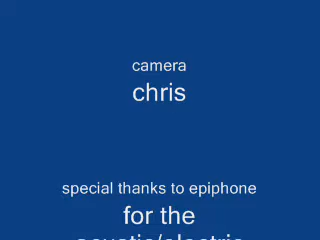 camera
chris
special thanks to epiphone
for the